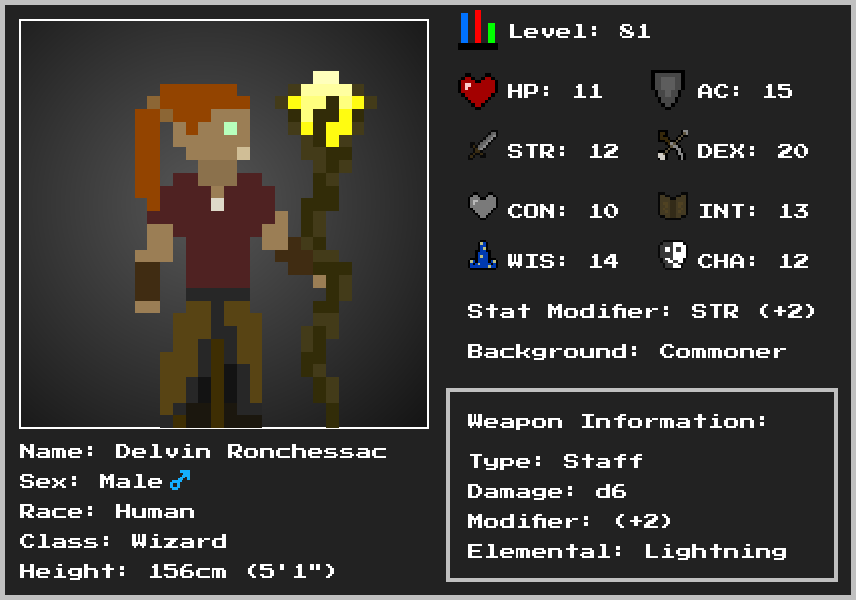 Level: 81
HP: 11
AC: 15
STR: 12
DEX: 20
CON: 10
INT: 13
WIS: 14
CHA: 12
Stat Modifier: STR (+2)
Background: Commoner
Weapon Information:
Type: Staff
Damage: d6
Modifier: (+2)
Elemental: Lightning
Name: Delvin Ronchessac
Sex: Male♂
Race: Human
Class: Wizard
Height: 156cm (5'1")